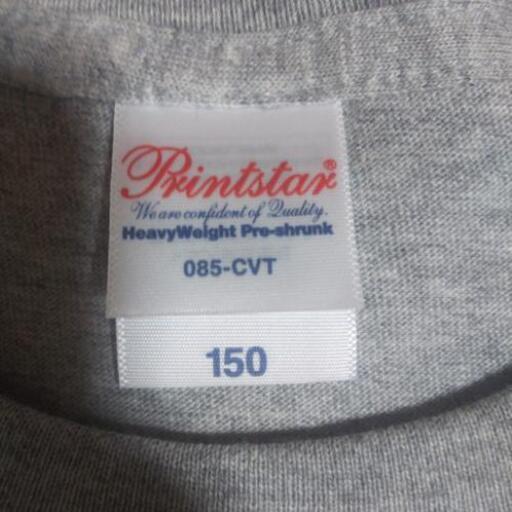 Printstar®
We are confident of Quality.
HeavyWeight Pre-shrunk
085-CVT
150